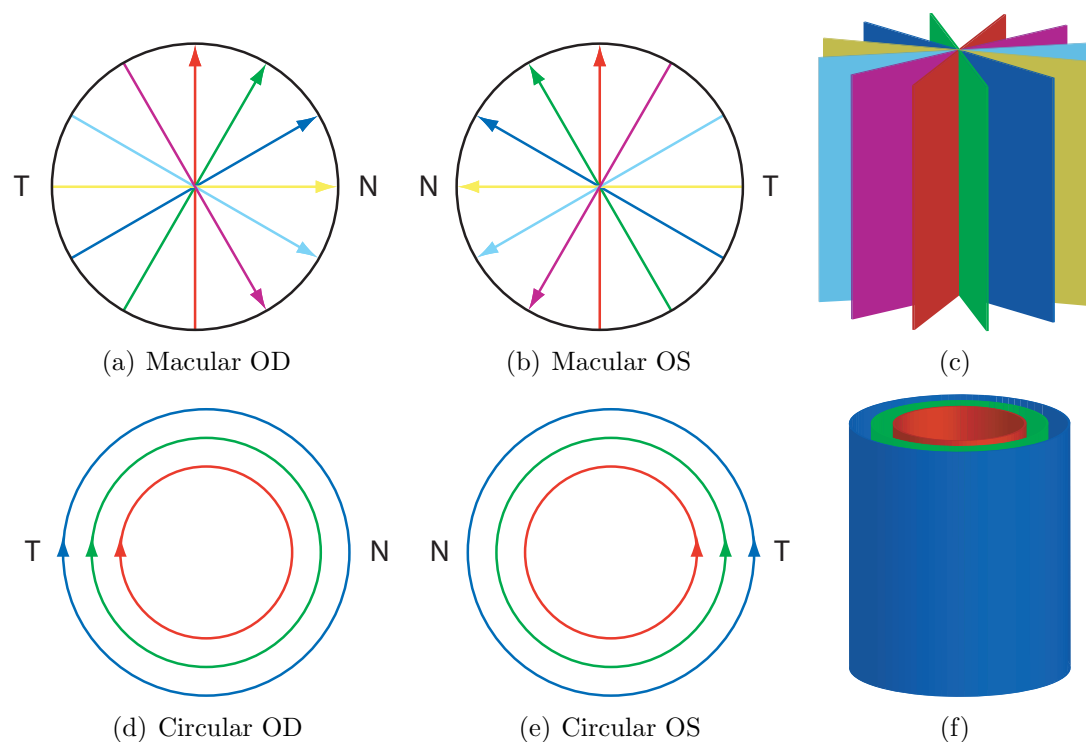 T N N T
(a) Macular OD (b) Macular OS (c)
T N N T
(d) Circular OD (e) Circular OS (f)